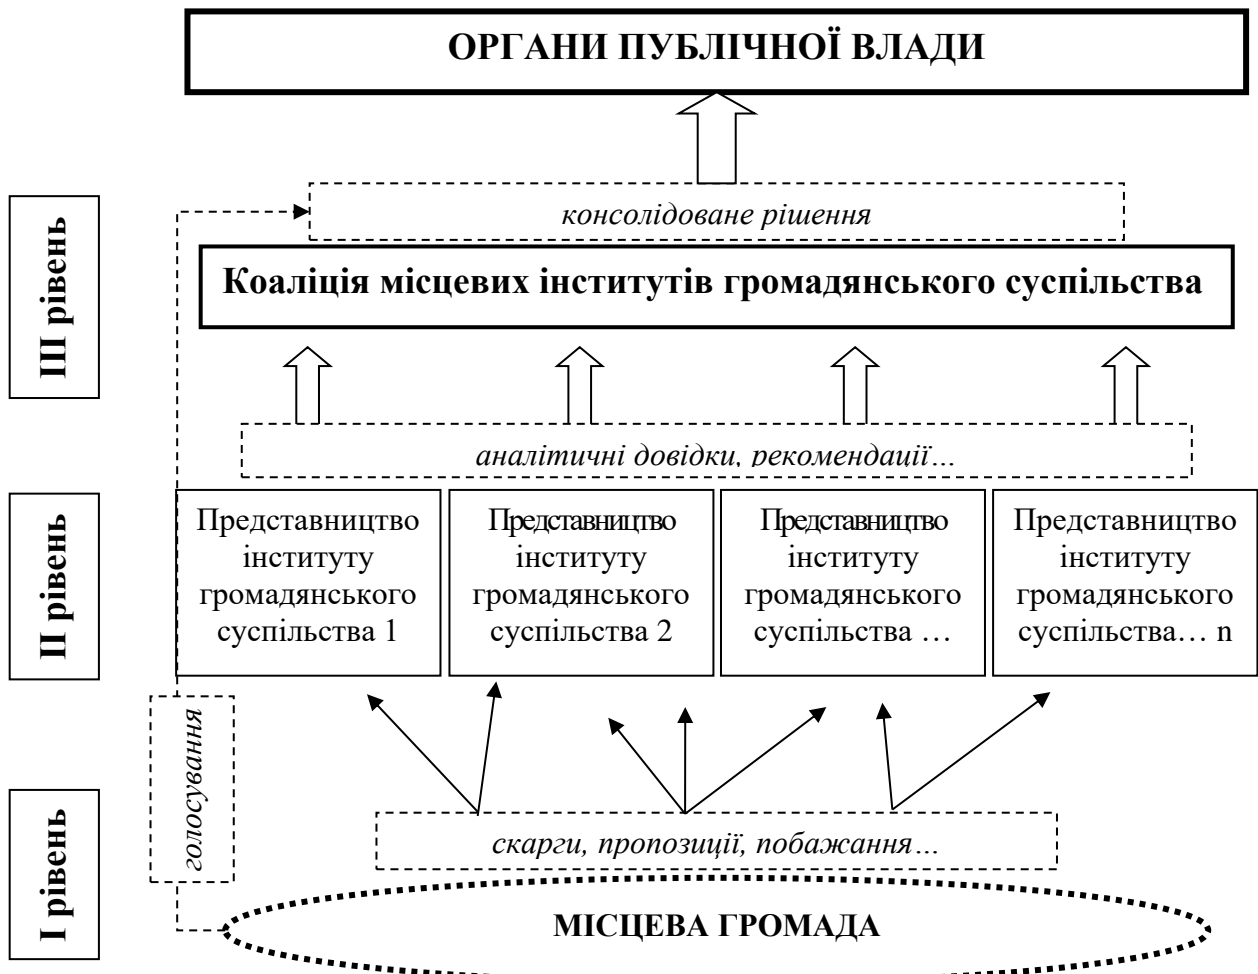 ОРГАНИ ПУБЛІЧНОЇ ВЛАДИ
консолідоване рішення
ІІІ рівень
Коаліція місцевих інститутів громадянського суспільства
аналітичні довідки, рекомендації…
ІІ рівень
Представництво
інституту
громадянського
суспільства 1
Представництво
інституту
громадянського
суспільства 2
Представництво
інституту
громадянського
суспільства …
Представництво
інституту
громадянського
суспільства… n
голосування
І рівень
скарги, пропозиції, побажання…
МІСЦЕВА ГРОМАДА